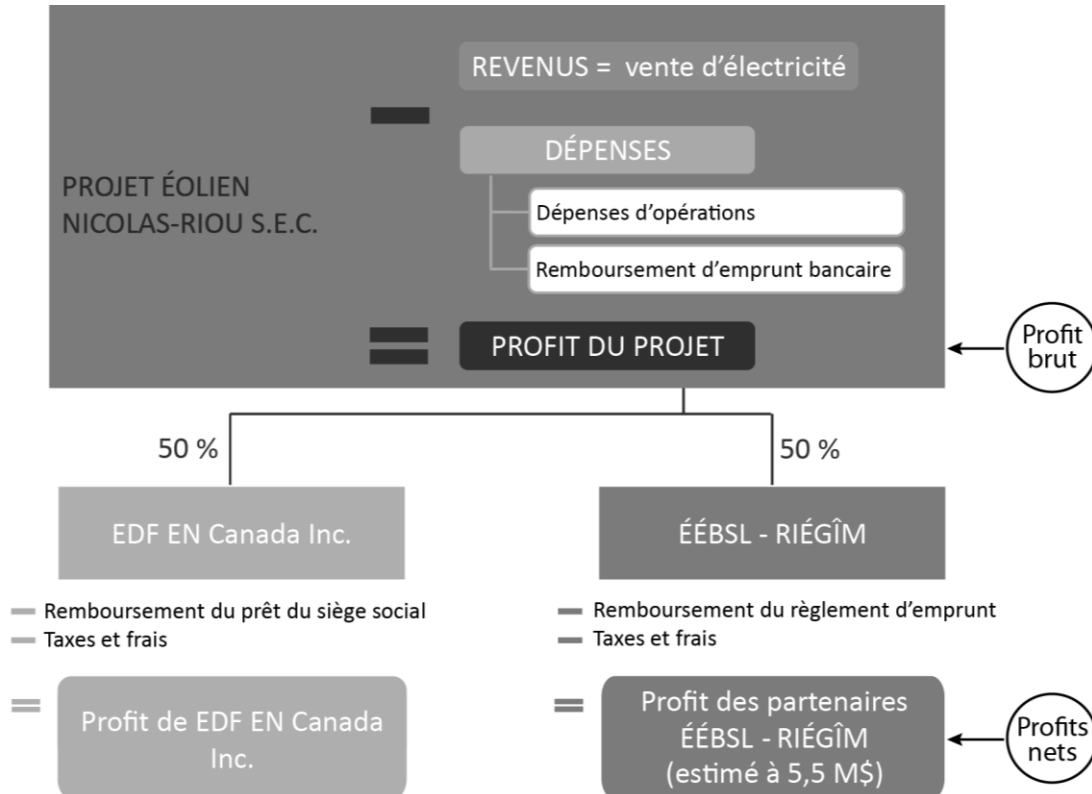 REVENUS = vente d’électricité
DÉPENSES
PROJET ÉOLIEN
NICOLAS-RIOU S.E.C.
Dépenses d’opérations
Remboursement d’emprunt bancaire
PROFIT DU PROJET
Profit
brut
50 %
50 %
EDF EN Canada Inc.
ÉÉBSL - RIÉGÎM
Remboursement du prêt du siège social
Taxes et frais
Remboursement du règlement d’emprunt
Taxes et frais
=
Profit de EDF EN Canada
Inc.
=
Profit des partenaires
ÉÉBSL - RIÉGÎM
(estimé à 5,5 M$)
Profits
nets